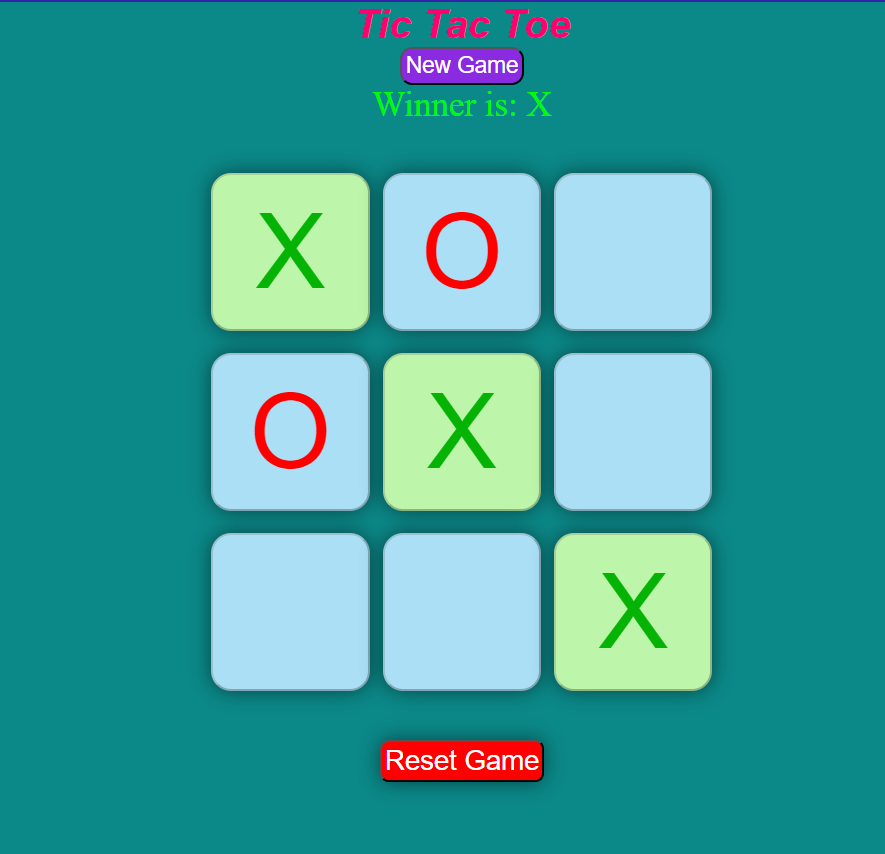 Tic Tac Toe
New Game
Winner is: X
X O
O X
X
Reset Game